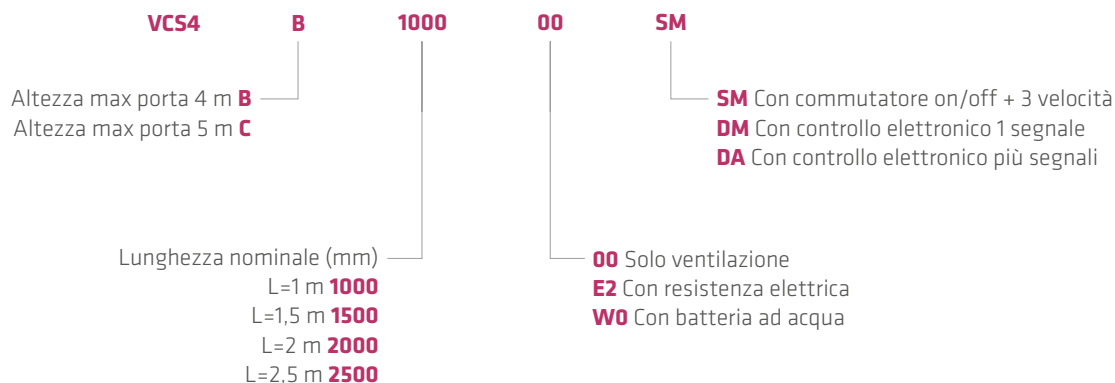 VCS4 B 1000 00 SM
Altezza max porta 4 m B
Altezza max porta 5 m C
SM Con commutatore on/off + 3 velocità
DM Con controllo elettronico 1 segnale
DA Con controllo elettronico più segnali
Lunghezza nominale (mm)
L=1 m 1000
L=1,5 m 1500
L=2 m 2000
L=2,5 m 2500
00 Solo ventilazione
E2 Con resistenza elettrica
W0 Con batteria ad acqua